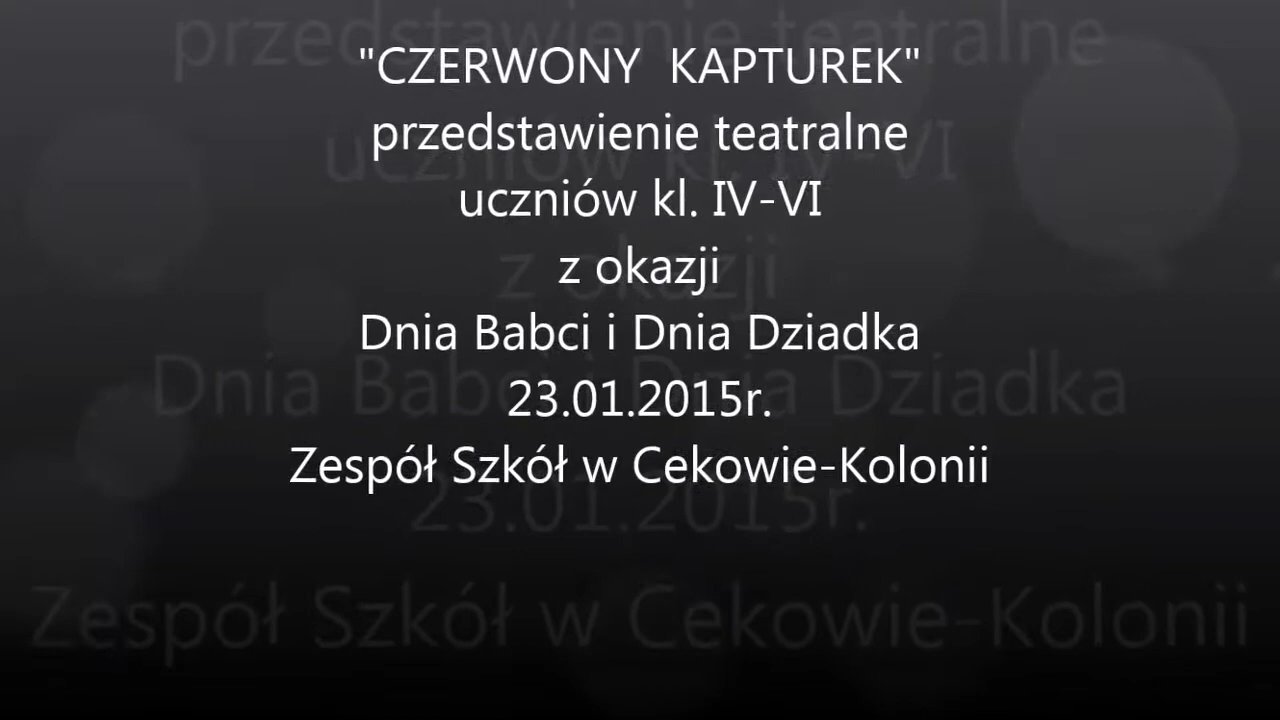 "CZERWONY KAPTUREK"
przedstawienie teatralne
uczniów kl. IV-VI
z okazji
Dnia Babci i Dnia Dziadka
23.01.2015r.
Zespół Szkół w Cekowie-Kolonii